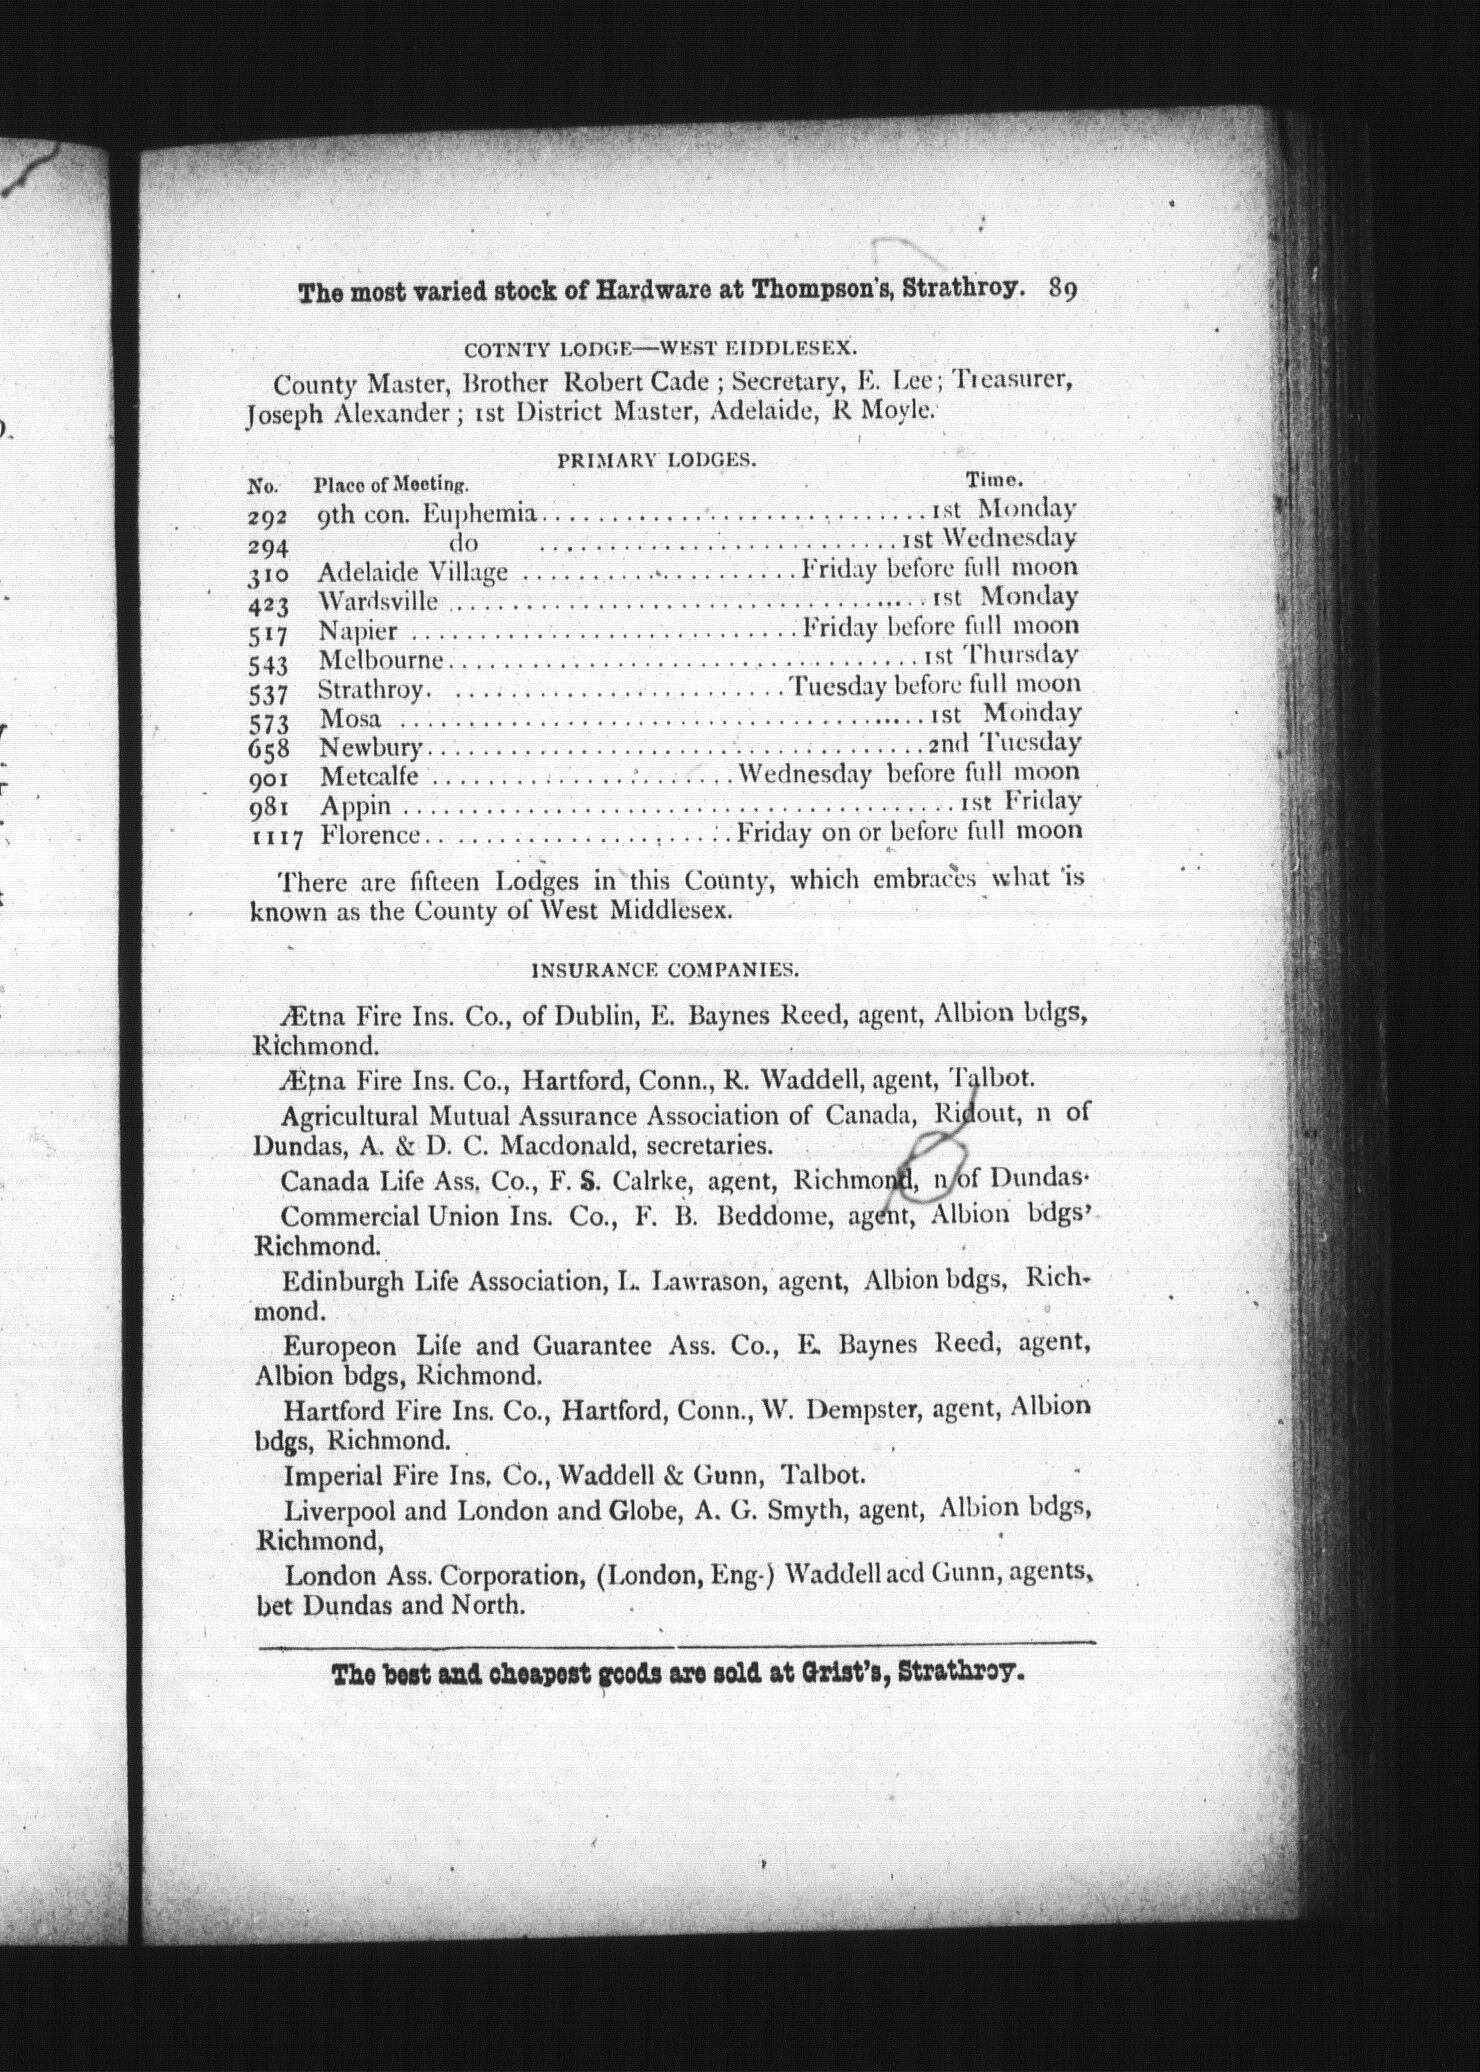 The most varied stock of Hardware at Thompson's, Strathroy. 89
COTNTY LODGE—WEST EIDDLESEX.
County Master, Brother Robert Cade ; Secretary, E. Lee; Treasurer,
Joseph Alexander ; 1st District Master, Adelaide, R Moyle.
PRIMARY LODGES.
No. Place of Meeting. Time.
292 9th con. Euphemia............................1st Monday
294 do ..........................1st Wednesday
310 Adelaide Village ....................Friday before full moon
423 Wardsville ..................................1st Monday
517 Napier ............................Friday before full moon
543 Melbourne..................................1st Thursday
537 Strathroy. ........................Tuesday before full moon
573 Mosa ......................................1st Monday
658 Newbury....................................2nd Tuesday
901 Metcalfe ......................Wednesday before full moon
981 Appin ........................................1st Friday
1117 Florence......................Friday on or before full moon
There are fifteen Lodges in this County, which embraces what is
known as the County of West Middlesex.
INSURANCE COMPANIES.
Ætna Fire Ins. Co., of Dublin, E. Baynes Reed, agent, Albion bdgs,
Richmond.
Ætna Fire Ins. Co., Hartford, Conn., R. Waddell, agent, Talbot.
Agricultural Mutual Assurance Association of Canada, Ridout, n of
Dundas, A. & D. C. Macdonald, secretaries.
Canada Life Ass. Co., F. S. Calrke, agent, Richmond, n of Dundas·
Commercial Union Ins. Co., F. B. Beddome, agent, Albion bdgs’
Richmond.
Edinburgh Life Association, L. Lawrason, agent, Albion bdgs, Rich-
mond.
Europeon Life and Guarantee Ass. Co., E. Baynes Reed, agent,
Albion bdgs, Richmond.
Hartford Fire Ins. Co., Hartford, Conn., W. Dempster, agent, Albion
bdgs, Richmond.
Imperial Fire Ins. Co., Waddell & Gunn, Talbot.
Liverpool and London and Globe, A. G. Smyth, agent, Albion bdgs,
Richmond,
London Ass. Corporation, (London, Eng·) Waddell acd Gunn, agents,
bet Dundas and North.
The best and cheapest goods are sold at Grist's, Strathroy.